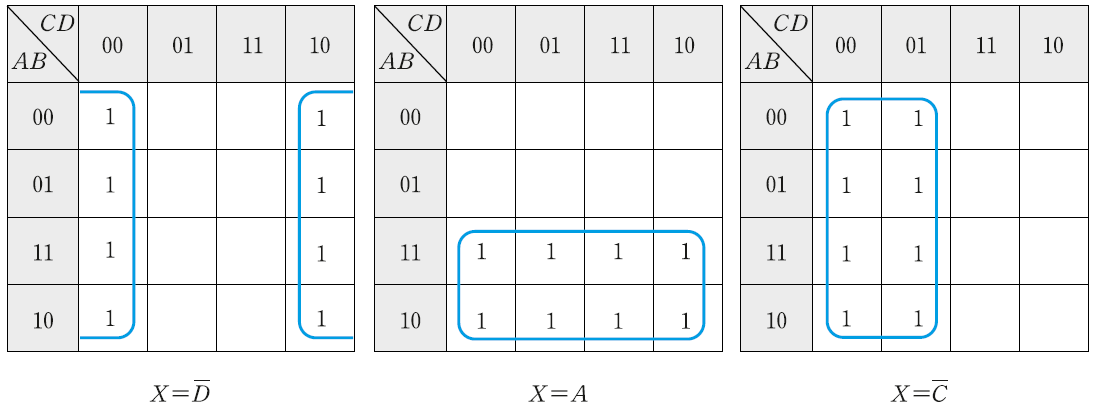 CD 00 01 11 10
AB
00 1 1
01 1 1
11 1 1
10 1 1
X=D̅
CD 00 01 11 10
AB
00
01
11 1 1 1 1
10 1 1 1 1
X=A
CD 00 01 11 10
AB
00 1 1
01 1 1
11 1 1
10 1 1
X=C̅